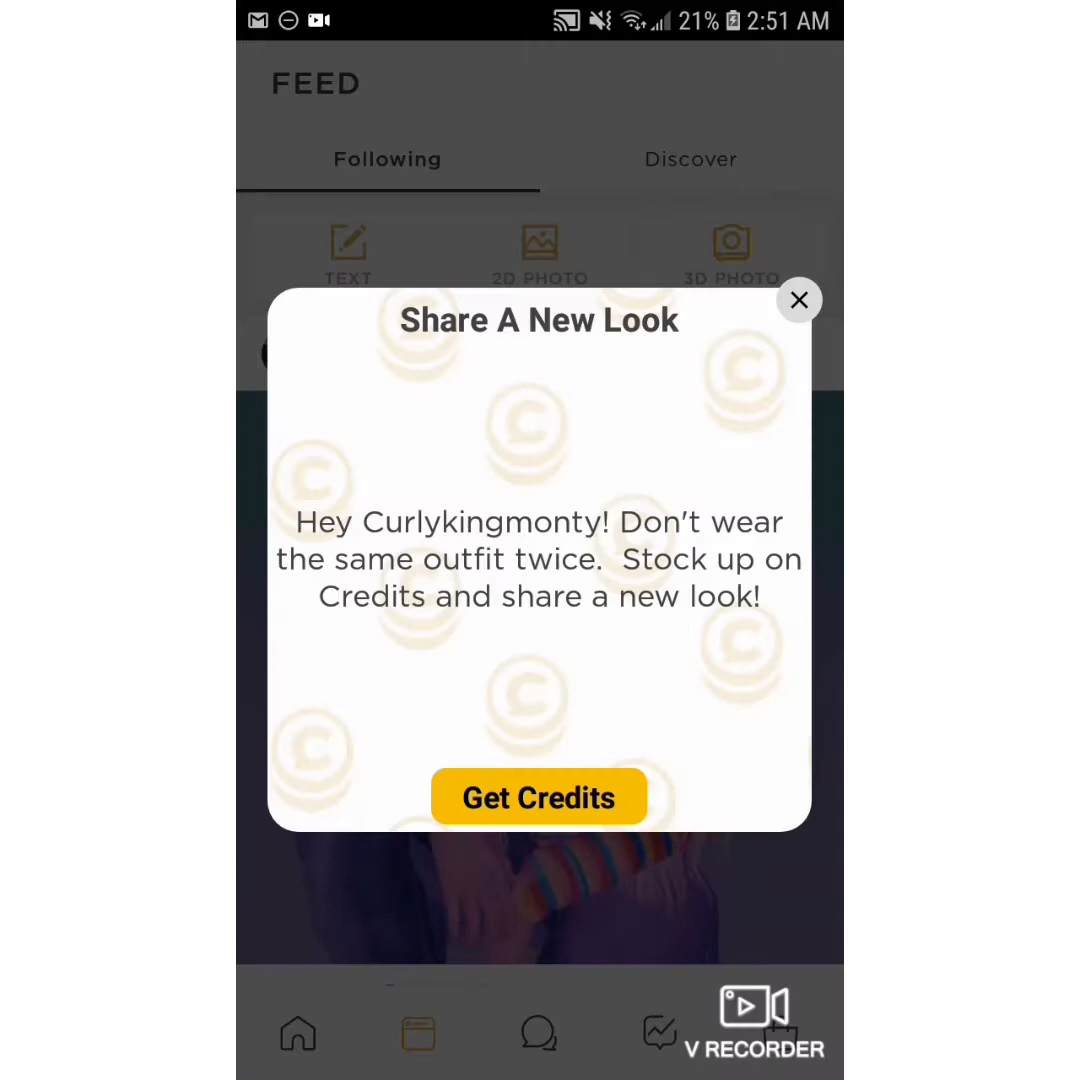 21% 2:51 AM
FEED
Following Discover
TEXT 2D PHOTO 3D PHOTO
Share A New Look
Hey Curlykingmonty! Don't wear
the same outfit twice.  Stock up on
Credits and share a new look!
Get Credits
V RECORDER